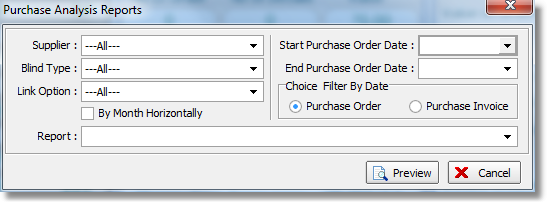 Purchase Analysis Reports
Supplier : ---All---
Blind Type : ---All---
Link Option : ---All---
By Month Horizontally
Start Purchase Order Date :
End Purchase Order Date :
Choice Filter By Date
Purchase Order Purchase Invoice
Report :
Preview Cancel